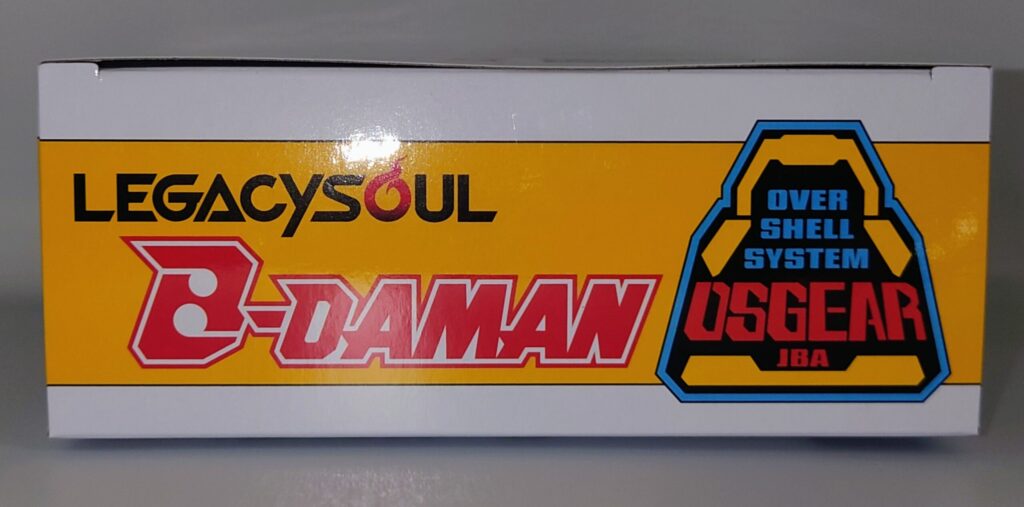 LEGACYSOUL
B-DAMAN
OVER
SHELL
SYSTEM
OSGEAR
JBA